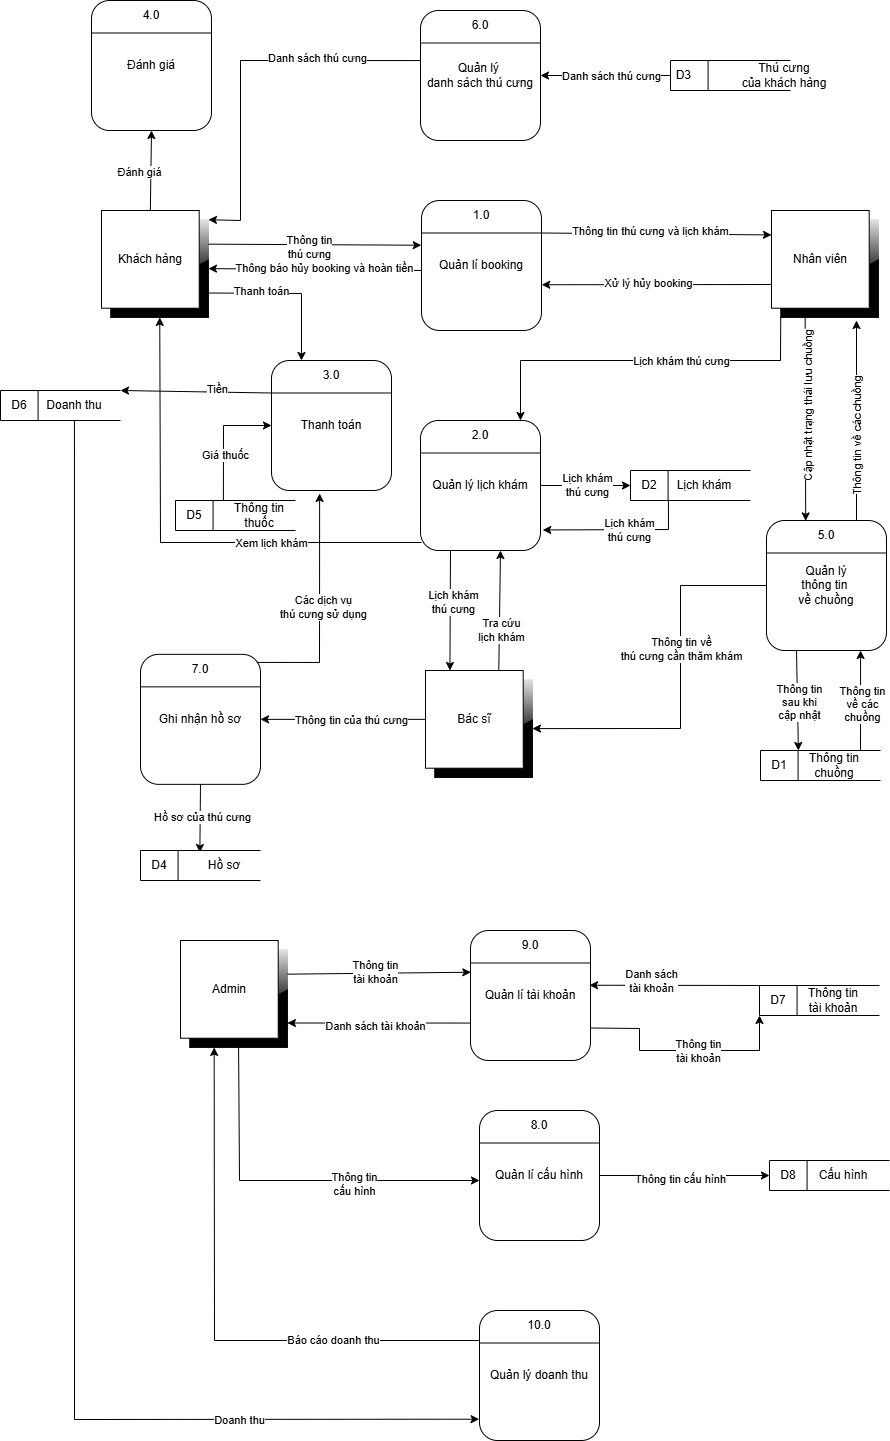 4.0
Đánh giá
6.0
Quản lý
danh sách thú cưng
Danh sách thú cưng
Danh sách thú cưng
D3
Thú cưng
của khách hàng
Đánh giá
Khách hàng
Thông tin
thú cưng
Thông báo hủy booking và hoàn tiền
Thanh toán
1.0
Quản lí booking
Thông tin thú cưng và lịch khám
Xử lý hủy booking
Nhân viên
Lịch khám thú cưng
Cập nhật trạng thái lưu chuồng
Thông tin về các chuồng
3.0
Thanh toán
Tiền
D6
Doanh thu
Giá thuốc
D5
Thông tin
thuốc
2.0
Quản lý lịch khám
Lịch khám
thú cưng
D2
Lịch khám
Lịch khám
thú cưng
Xem lịch khám
5.0
Quản lý
thông tin
về chuồng
Các dịch vụ
thú cưng sử dụng
Lịch khám
thú cưng
Tra cứu
lịch khám
Thông tin về
thú cưng cần thăm khám
7.0
Ghi nhận hồ sơ
Thông tin của thú cưng
Bác sĩ
Thông tin
sau khi
cập nhật
Thông tin
về các
chuồng
D1
Thông tin
chuồng
Hồ sơ của thú cưng
D4
Hồ sơ
Admin
Thông tin
tài khoản
Danh sách tài khoản
9.0
Quản lí tài khoản
Danh sách
tài khoản
D7
Thông tin
tài khoản
Thông tin
tài khoản
8.0
Quản lí cấu hình
Thông tin
cấu hình
Thông tin cấu hình
D8
Cấu hình
10.0
Quản lý doanh thu
Báo cáo doanh thu
Doanh thu